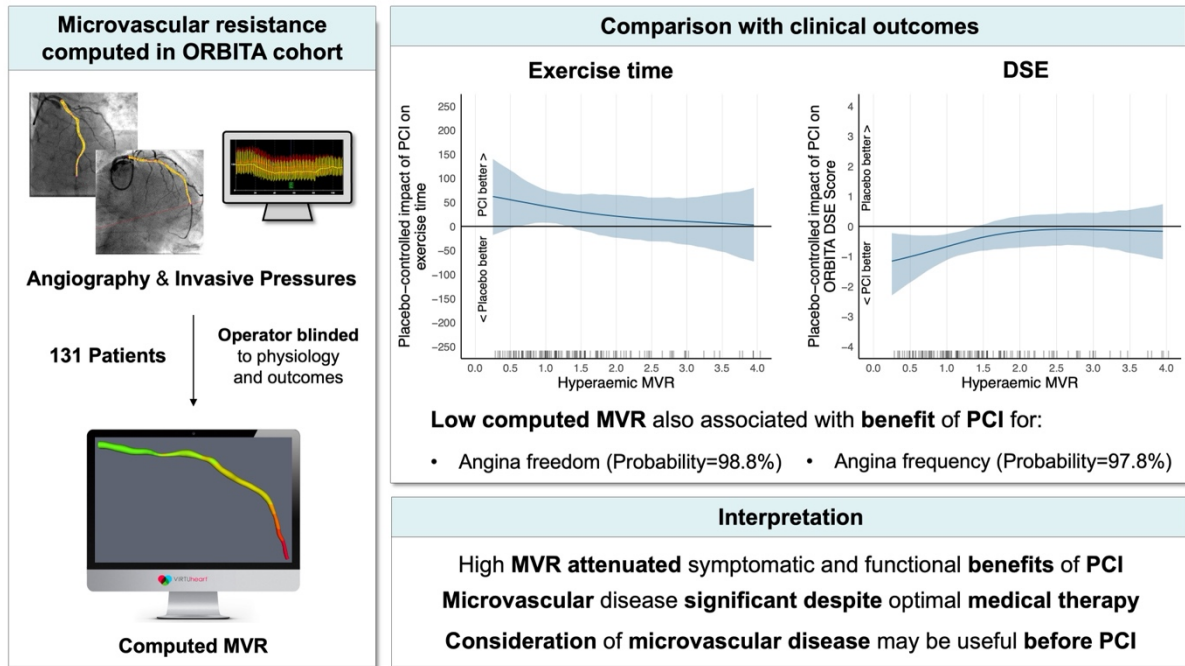 Microvascular resistance
computed in ORBITA cohort
Angiography & Invasive Pressures
131 Patients
Operator blinded
to physiology
and outcomes
VIRTUheart
Computed MVR
Comparison with clinical outcomes
Exercise time
Placebo−controlled impact of PCI on
exercise time
250
200
150
100
50
0
−50
−100
−150
−200
−250
PCI better >
< Placebo better
0.0 0.5 1.0 1.5 2.0 2.5 3.0 3.5 4.0
Hyperaemic MVR
DSE
Placebo−controlled impact of PCI on
ORBITA DSE Score
4
3
2
1
0
−1
−2
−3
−4
Placebo better >
< PCI better
0.0 0.5 1.0 1.5 2.0 2.5 3.0 3.5 4.0
Hyperaemic MVR
Low computed MVR also associated with benefit of PCI for:
• Angina freedom (Probability=98.8%)
• Angina frequency (Probability=97.8%)
Interpretation
High MVR attenuated symptomatic and functional benefits of PCI
Microvascular disease significant despite optimal medical therapy
Consideration of microvascular disease may be useful before PCI